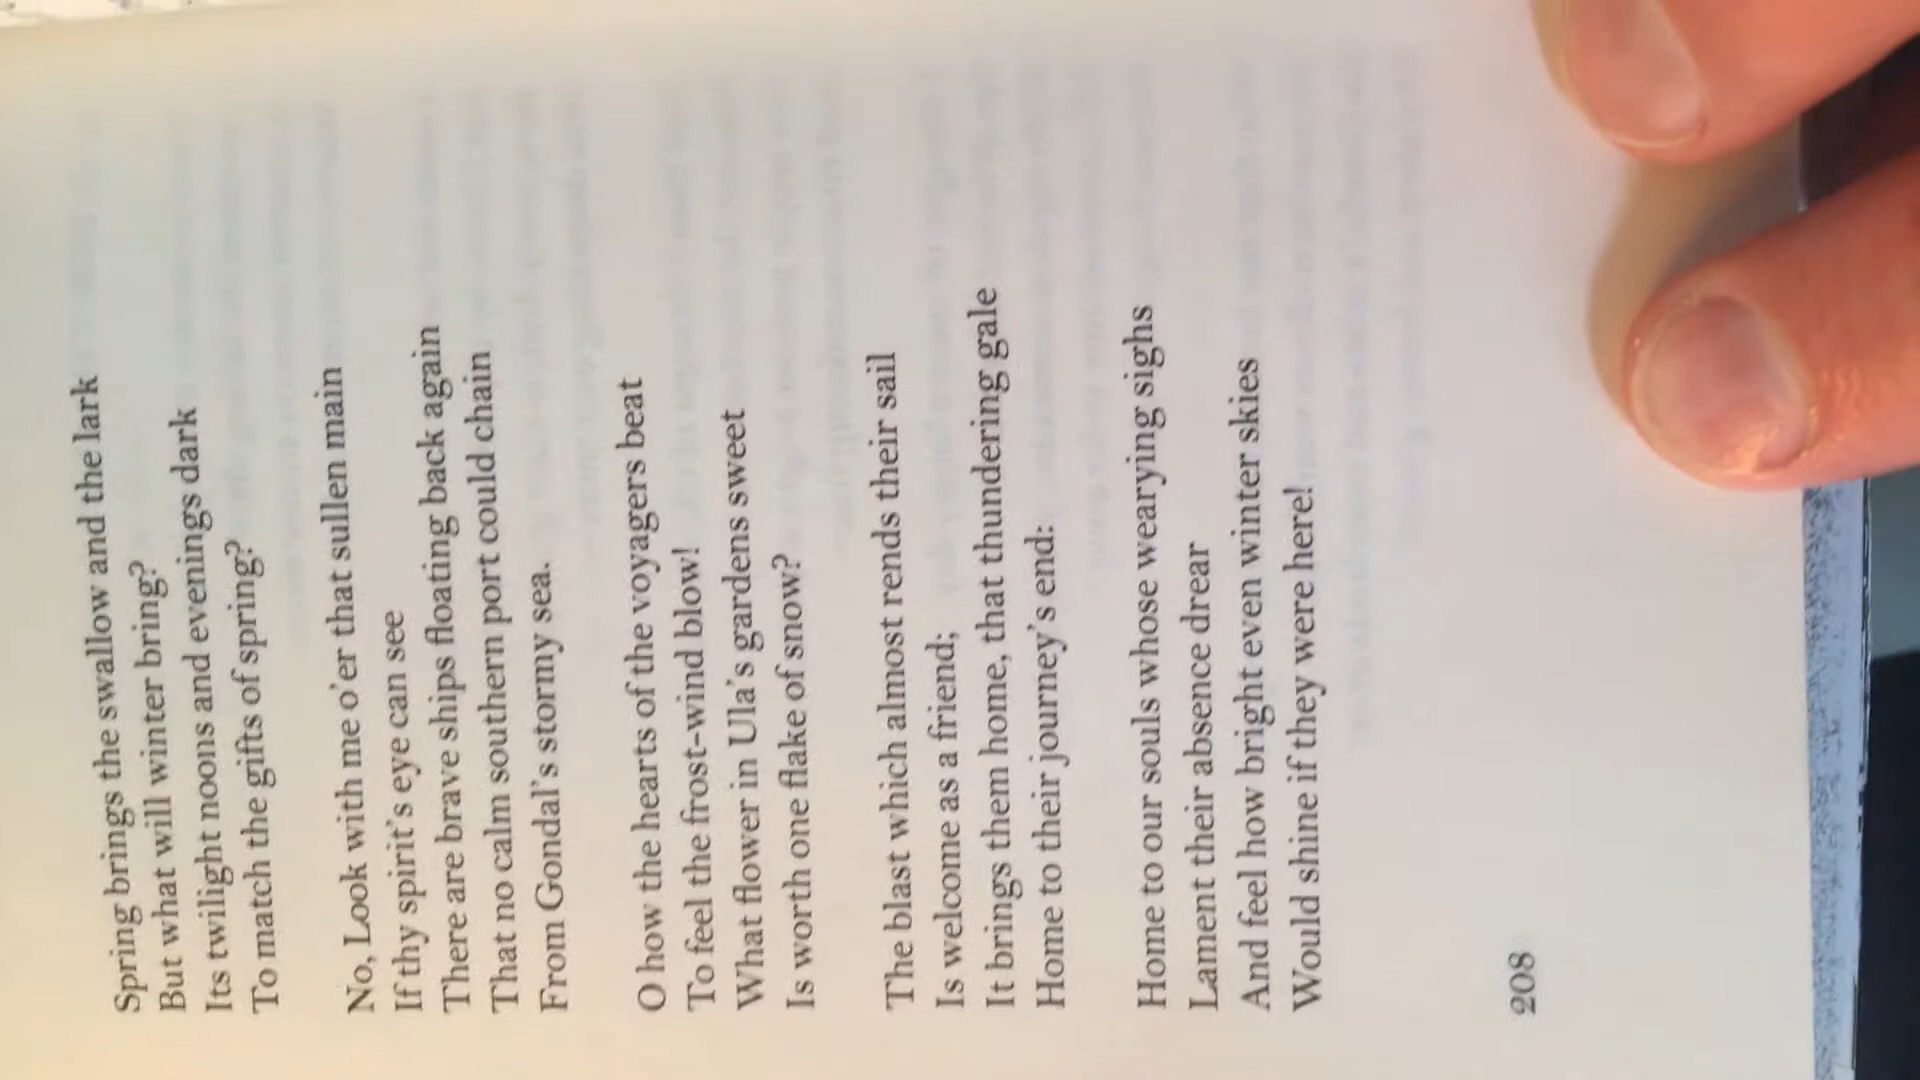 Spring brings the swallow and the lark
But what will winter bring?
Its twilight noons and evenings dark
To match the gifts of spring?
No, Look with me o'er that sullen main
If thy spirit's eye can see
There are brave ships floating back again
That no calm southern port could chain
From Gondal's stormy sea.
O how the hearts of the voyagers beat
To feel the frost-wind blow!
What flower in Ula's gardens sweet
Is worth one flake of snow?
The blast which almost rends their sail
Is welcome as a friend;
It brings them home, that thundering gale
Home to their journey's end:
Home to our souls whose wearying sighs
Lament their absence drear
And feel how bright even winter skies
Would shine if they were here!
208